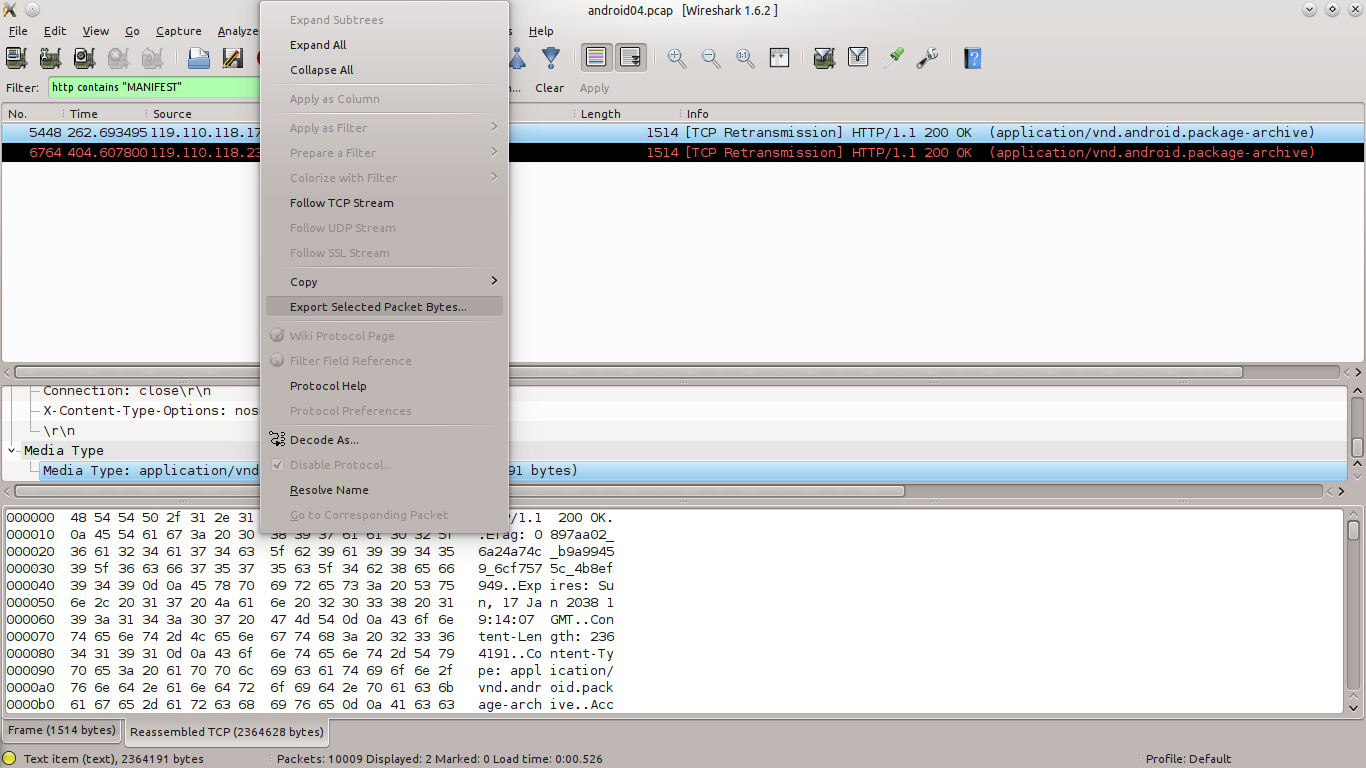 android04.pcap   [Wireshark 1.6.2 ]
File Edit View Go Capture Analyze s Help
Filter: http contains "MANIFEST" n... Clear Apply
No. Time Source Length Info
5448 262.693495 119.110.118.17 1514 [TCP Retransmission] HTTP/1.1 200 OK  (application/vnd.android.package-archive)
6764 404.607800 119.110.118.23 1514 [TCP Retransmission] HTTP/1.1 200 OK  (application/vnd.android.package-archive)
Expand Subtrees
Expand All
Collapse All
Apply as Column
Apply as Filter
Prepare a Filter
Colorize with Filter
Follow TCP Stream
Follow UDP Stream
Follow SSL Stream
Copy
Export Selected Packet Bytes...
Wiki Protocol Page
Filter Field Reference
Protocol Help
Protocol Preferences
Decode As...
Disable Protocol...
Resolve Name
Go to Corresponding Packet
Connection: close\r\n
X-Content-Type-Options: nos
\r\n
Media Type
Media Type: application/vnd 91 bytes)
000000  48 54 54 50 2f 31 2e 31 P/1.1  200 OK.
000010  0a 45 54 61 67 3a 20 30  38 39 37 61 61 30 32 5f   .ETag: 0 897aa02_
000020  36 61 32 34 61 37 34 63  5f 62 39 61 39 39 34 35   6a24a74c _b9a9945
000030  39 5f 36 63 66 37 35 37  35 63 5f 34 62 38 65 66   9_6cf757 5c_4b8ef
000040  39 34 39 0d 0a 45 78 70  69 72 65 73 3a 20 53 75   949..Exp ires: Su
000050  6e 2c 20 31 37 20 4a 61  6e 20 32 30 33 38 20 31   n, 17 Ja n 2038 1
000060  39 3a 31 34 3a 30 37 20  47 4d 54 0d 0a 43 6f 6e   9:14:07  GMT..Con
000070  74 65 6e 74 2d 4c 65 6e  67 74 68 3a 20 32 33 36   tent-Len gth: 236
000080  34 31 39 31 0d 0a 43 6f  6e 74 65 6e 74 2d 54 79   4191..Co ntent-Ty
000090  70 65 3a 20 61 70 70 6c  69 63 61 74 69 6f 6e 2f   pe: appl ication/
0000a0  76 6e 64 2e 61 6e 64 72  6f 69 64 2e 70 61 63 6b   vnd.andr oid.pack
0000b0  61 67 65 2d 61 72 63 68  69 76 65 0d 0a 41 63 63   age-arch ive..Acc
Frame (1514 bytes) Reassembled TCP (2364628 bytes)
Text item (text), 2364191 bytes Packets: 10009 Displayed: 2 Marked: 0 Load time: 0:00.526 Profile: Default